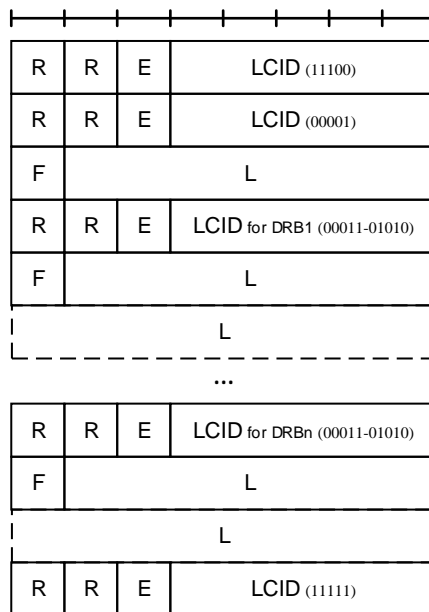 R R E LCID (11100)
R R E LCID (00001)
F L
R R E LCID for DRB1 (00011-01010)
F L
L
...
R R E LCID for DRBn (00011-01010)
F L
L
R R E LCID (11111)